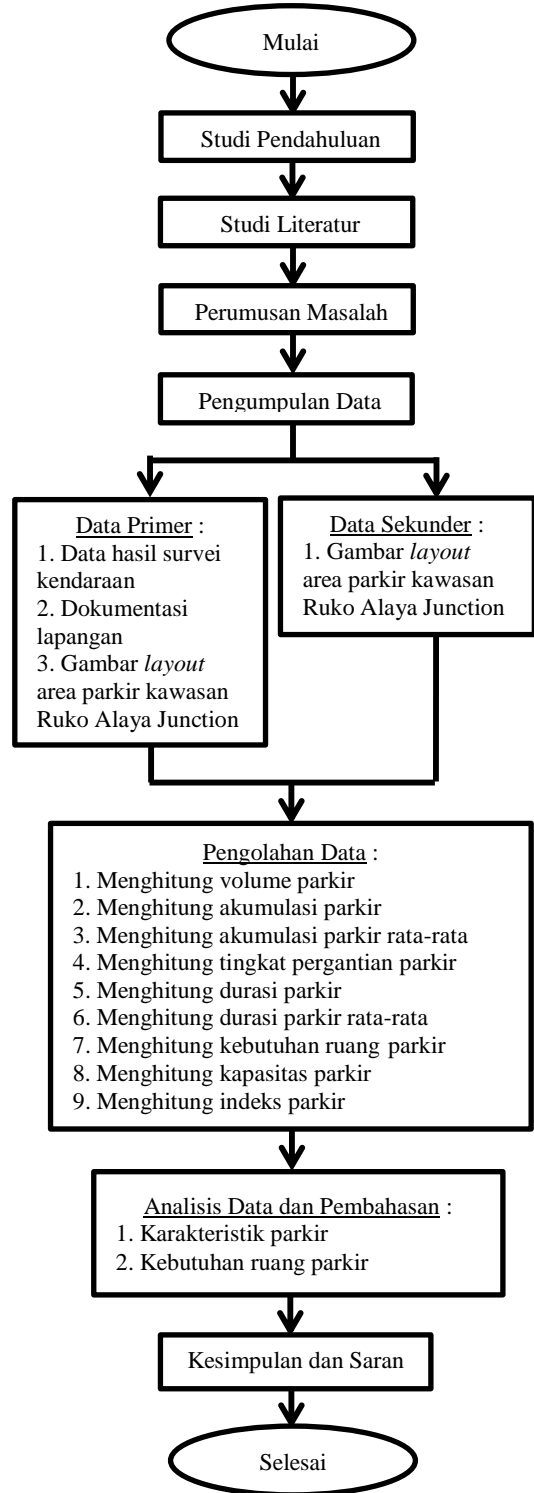 Mulai
Studi Pendahuluan
Studi Literatur
Perumusan Masalah
Pengumpulan Data
Data Primer :
1. Data hasil survei
kendaraan
2. Dokumentasi
lapangan
3. Gambar layout
area parkir kawasan
Ruko Alaya Junction
Data Sekunder :
1. Gambar layout
area parkir kawasan
Ruko Alaya Junction
Pengolahan Data :
1. Menghitung volume parkir
2. Menghitung akumulasi parkir
3. Menghitung akumulasi parkir rata-rata
4. Menghitung tingkat pergantian parkir
5. Menghitung durasi parkir
6. Menghitung durasi parkir rata-rata
7. Menghitung kebutuhan ruang parkir
8. Menghitung kapasitas parkir
9. Menghitung indeks parkir
Analisis Data dan Pembahasan :
1. Karakteristik parkir
2. Kebutuhan ruang parkir
Kesimpulan dan Saran
Selesai